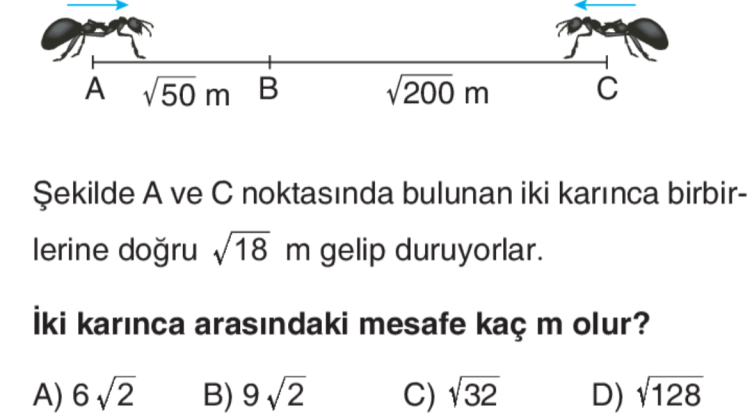 A √50 m B √200 m C
Şekilde A ve C noktasında bulunan iki karınca birbir-
lerine doğru √18 m gelip duruyorlar.
İki karınca arasındaki mesafe kaç m olur?
A) 6√2 B) 9√2 C) √32 D) √128